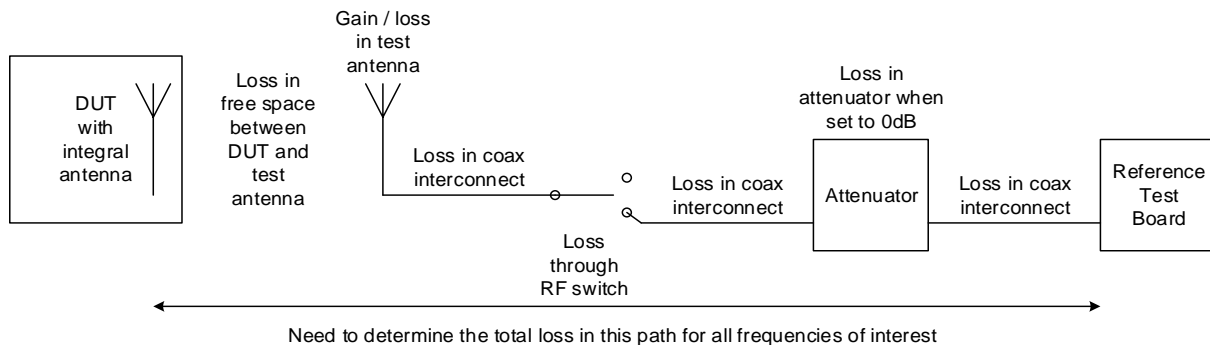 DUT
with
integral
antenna
Loss in
free space
between
DUT and
test
antenna
Gain / loss
in test
antenna
Loss in coax
interconnect
Loss
through
RF switch
Loss in coax
interconnect
Loss in
attenuator when
set to 0dB
Attenuator
Loss in coax
interconnect
Reference
Test
Board
Need to determine the total loss in this path for all frequencies of interest